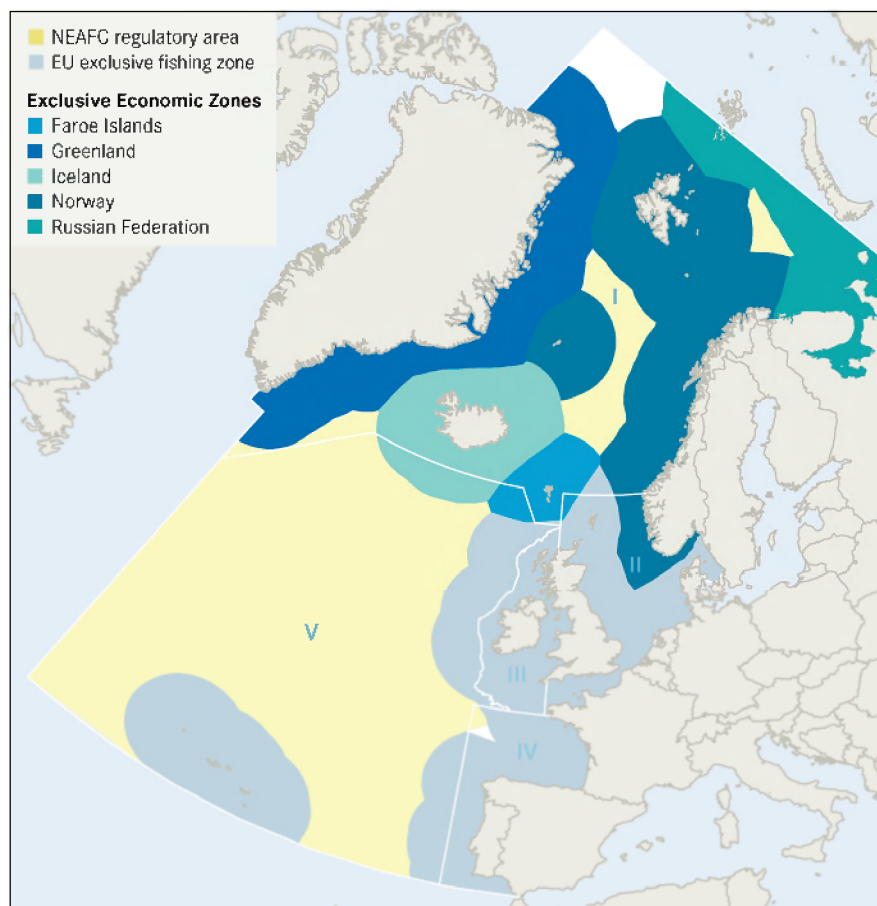 NEAFC regulatory area
EU exclusive fishing zone
Exclusive Economic Zones
Faroe Islands
Greenland
Iceland
Norway
Russian Federation
I
II
V
III
IV